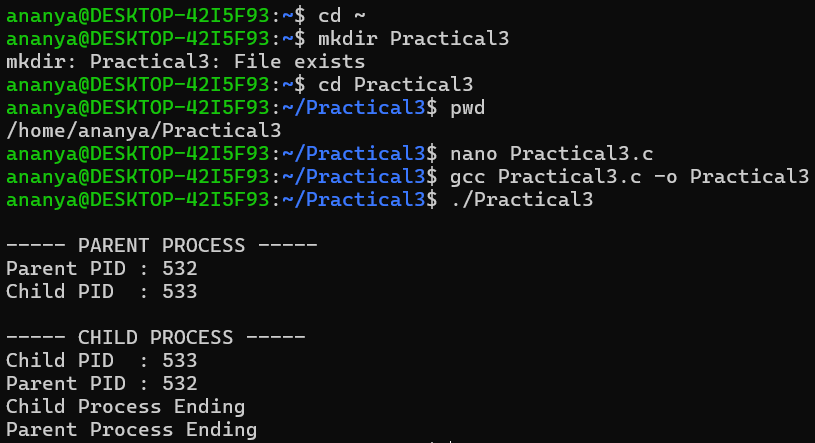 ananya@DESKTOP-42I5F93:~$ cd ~
ananya@DESKTOP-42I5F93:~$ mkdir Practical3
mkdir: Practical3: File exists
ananya@DESKTOP-42I5F93:~$ cd Practical3
ananya@DESKTOP-42I5F93:~/Practical3$ pwd
/home/ananya/Practical3
ananya@DESKTOP-42I5F93:~/Practical3$ nano Practical3.c
ananya@DESKTOP-42I5F93:~/Practical3$ gcc Practical3.c -o Practical3
ananya@DESKTOP-42I5F93:~/Practical3$ ./Practical3
----- PARENT PROCESS -----
Parent PID : 532
Child PID  : 533
----- CHILD PROCESS -----
Child PID  : 533
Parent PID : 532
Child Process Ending
Parent Process Ending